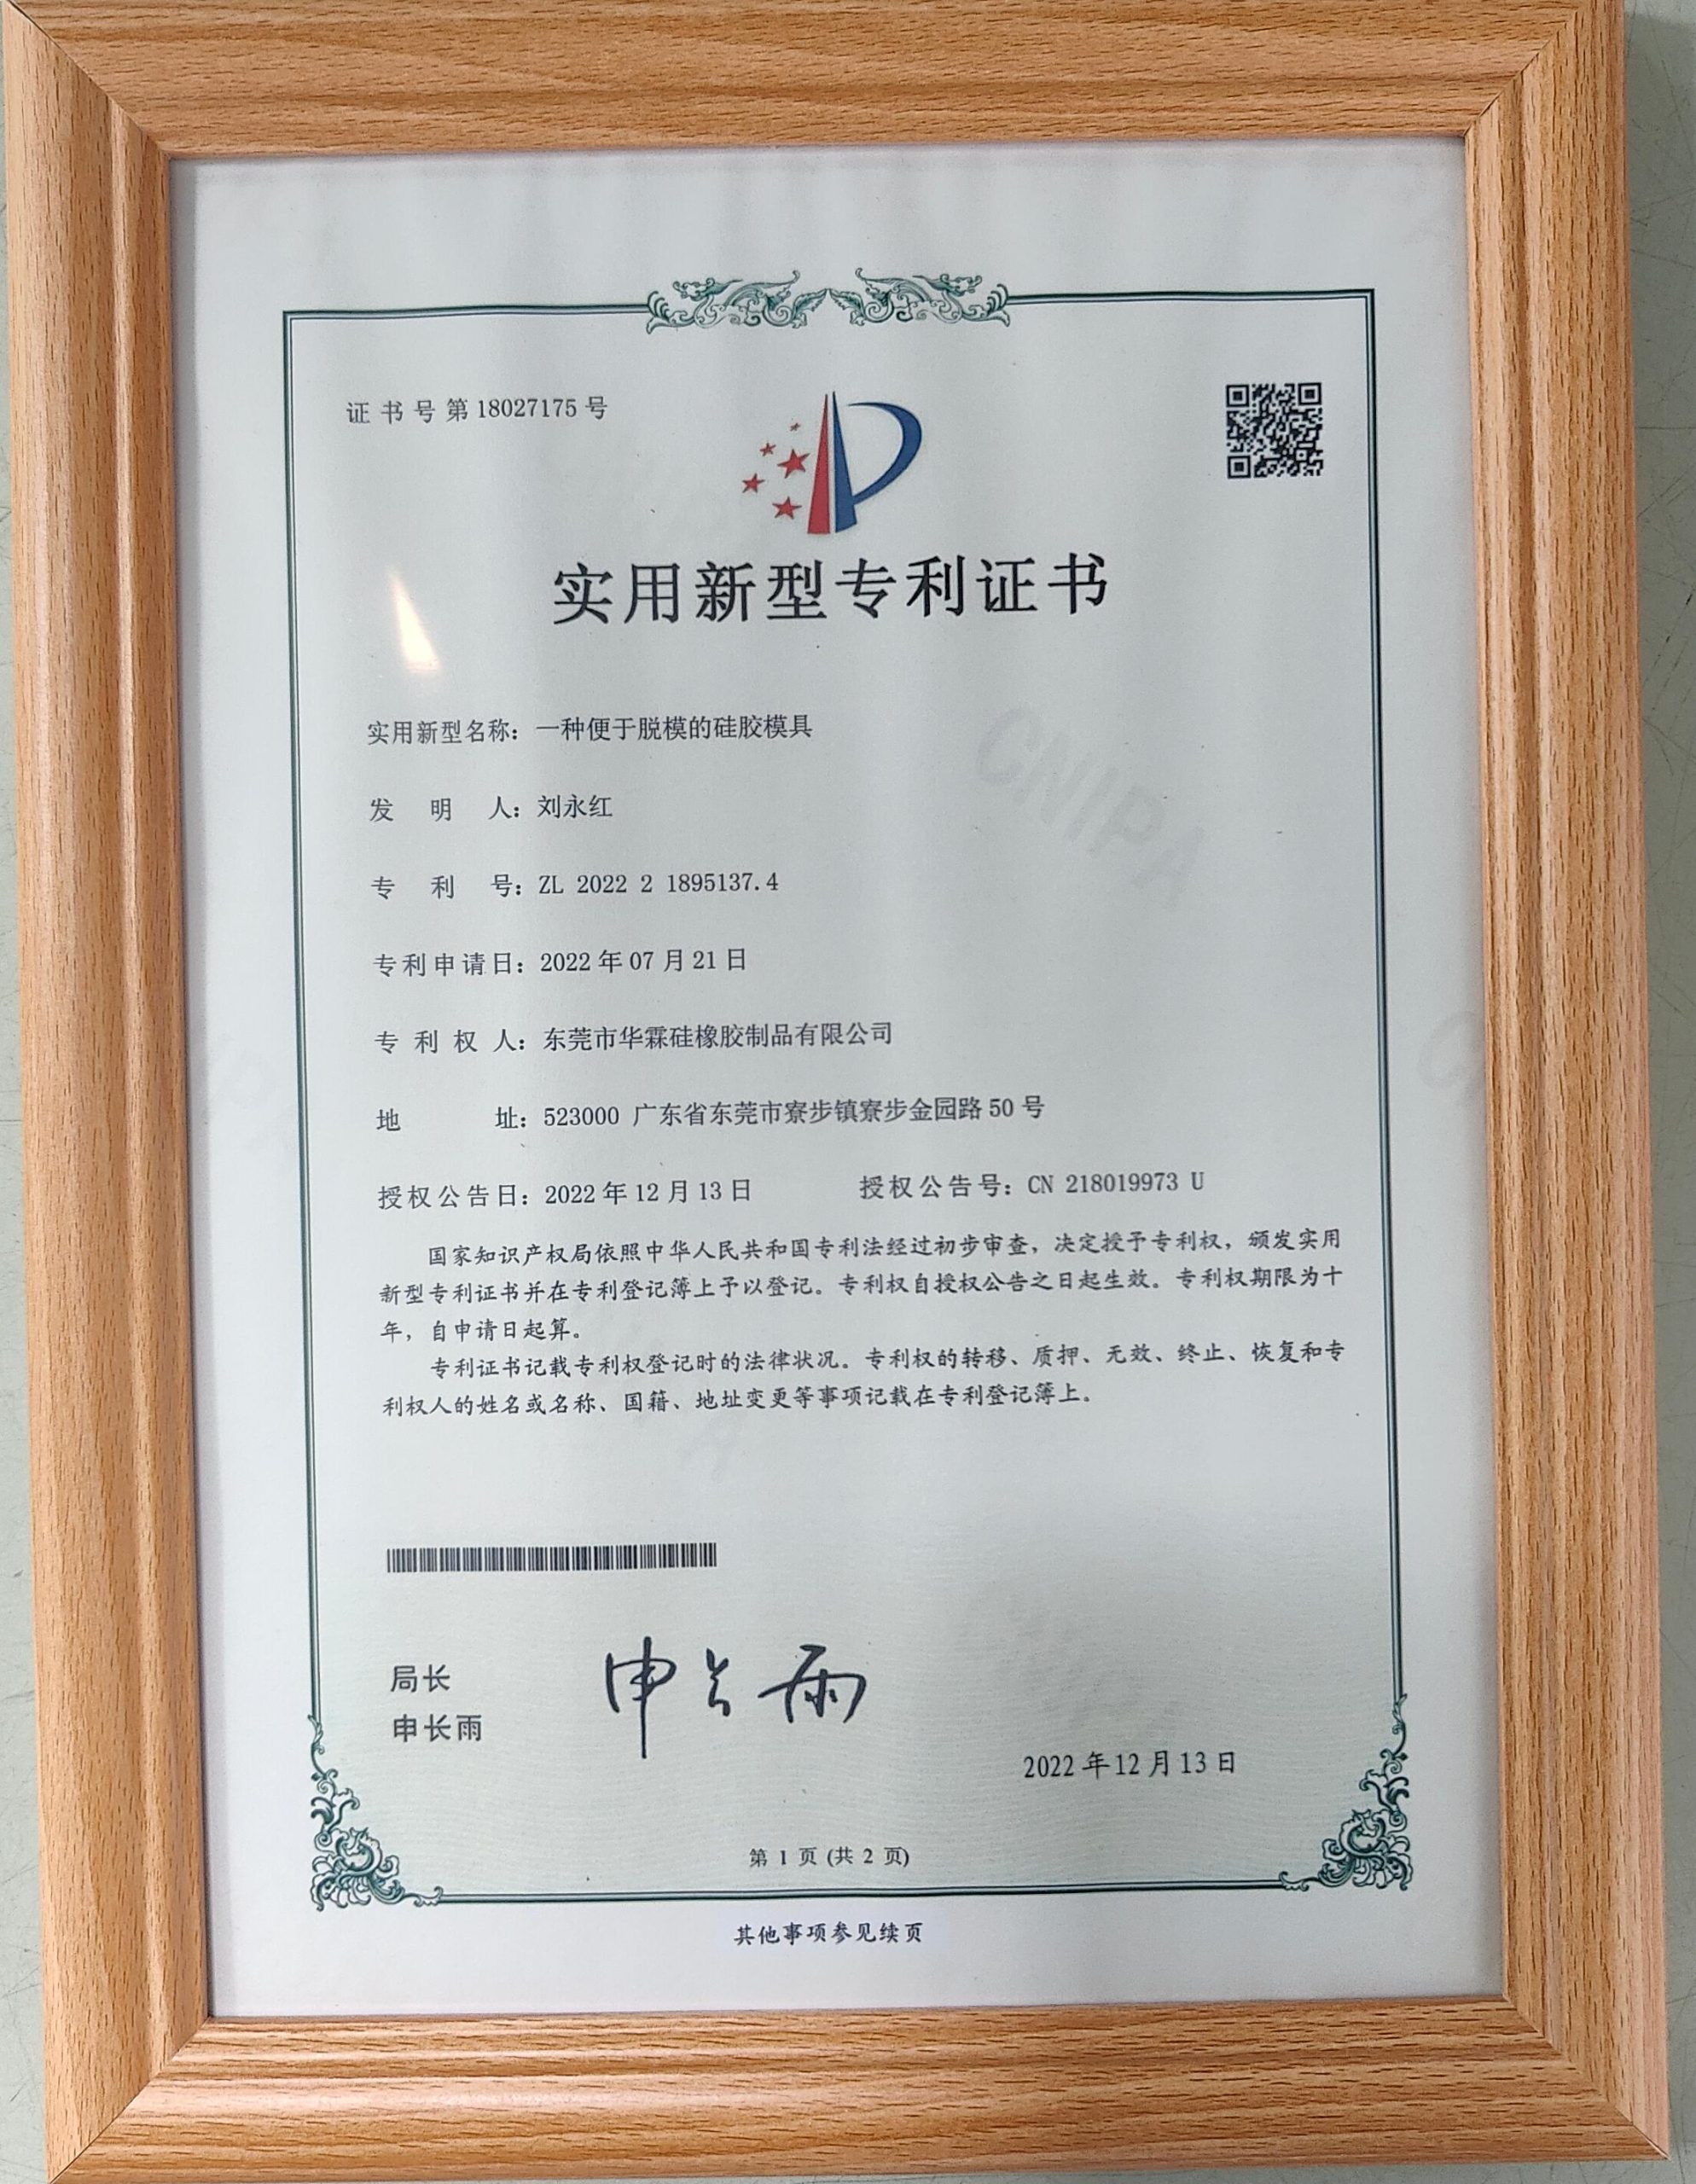 证书号第18027175号
实用新型专利证书
实用新型名称：一种便于脱模的硅胶模具
发明人：刘永红
专利号：ZL 2022 2 1895137.4
专利申请日：2022年07月21日
专利权人：东莞市华霖硅橡胶制品有限公司
地址：523000 广东省东莞市寮步镇寮步金园路50号
授权公告日：2022年12月13日 授权公告号：CN 218019973 U
国家知识产权局依照中华人民共和国专利法经过初步审查，决定授予专利权，颁发实用
新型专利证书并在专利登记簿上予以登记。专利权自授权公告之日起生效。专利权期限为十
年，自申请日起算。
专利证书记载专利权登记时的法律状况。专利权的转移、质押、无效、终止、恢复和专
利权人的姓名或名称、国籍、地址变更等事项记载在专利登记簿上。
CNIPA
局长
申长雨
申长雨
2022年12月13日
第 1 页 (共 2 页)
其他事项参见续页